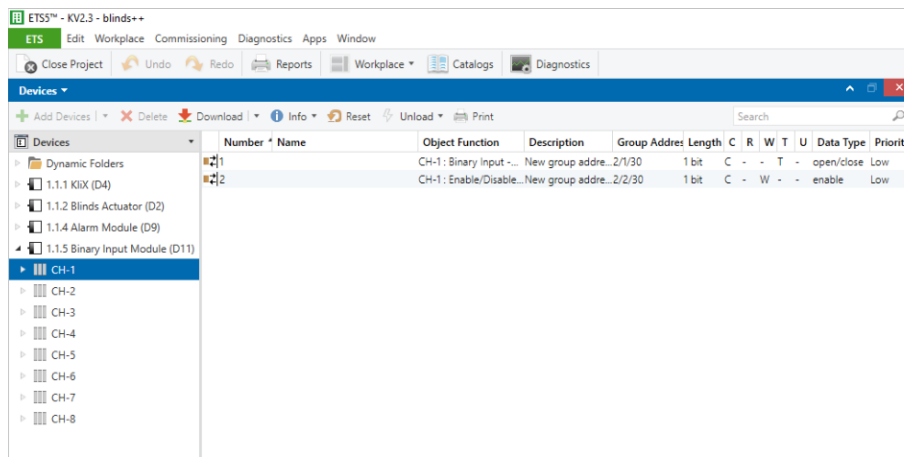 ETS5™ - KV2.3 - blinds++
ETS Edit Workplace Commissioning Diagnostics Apps Window
Close Project Undo Redo Reports Workplace Catalogs Diagnostics
Devices
Add Devices Delete Download Info Reset Unload Print Search
Devices Number Name Object Function Description Group Addres Length C R W T U Data Type Priorit
Dynamic Folders 1 CH-1 : Binary Input -... New group addre... 2/1/30 1 bit C - - T - open/close Low
1.1.1 KliX (D4) 2 CH-1 : Enable/Disable... New group addre... 2/2/30 1 bit C - W - - enable Low
1.1.2 Blinds Actuator (D2)
1.1.4 Alarm Module (D9)
1.1.5 Binary Input Module (D11)
CH-1
CH-2
CH-3
CH-4
CH-5
CH-6
CH-7
CH-8